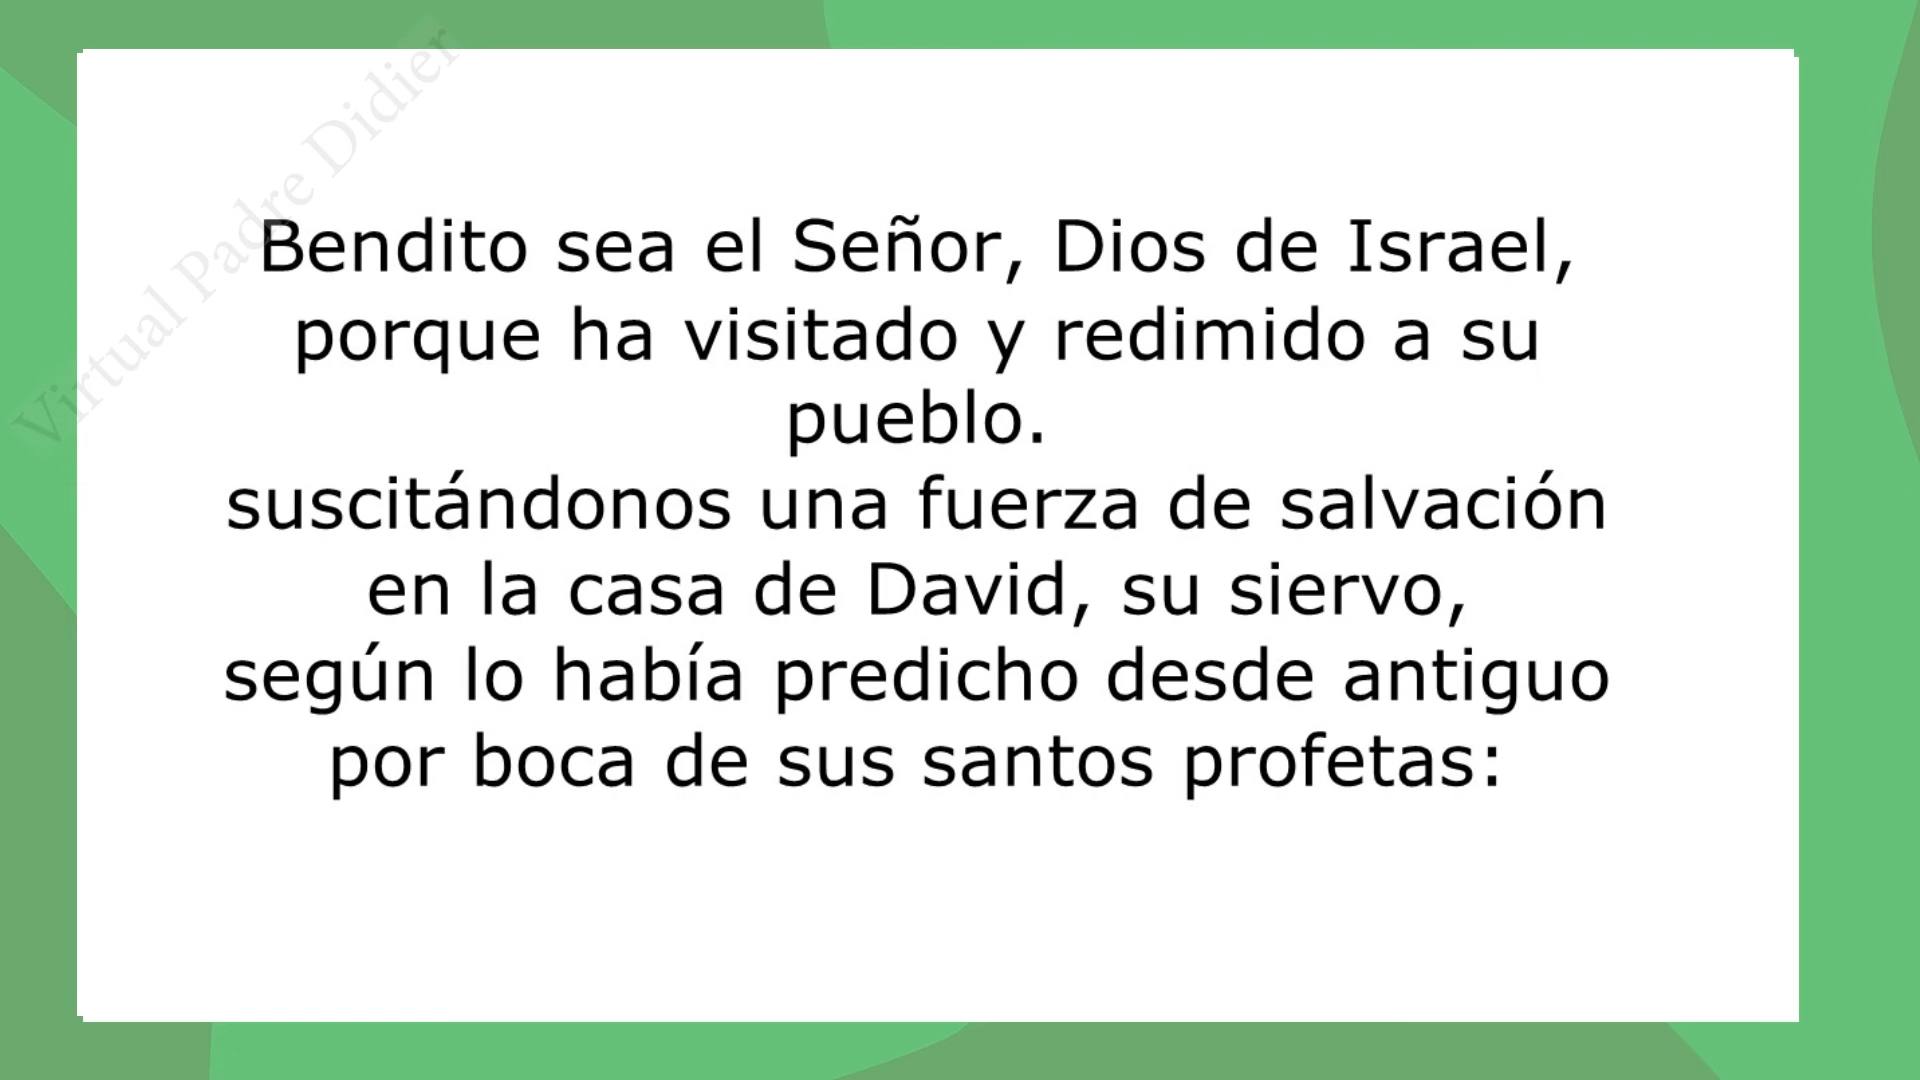 Virtual Padre Didier
Bendito sea el Señor, Dios de Israel,
porque ha visitado y redimido a su
pueblo.
suscitándonos una fuerza de salvación
en la casa de David, su siervo,
según lo había predicho desde antiguo
por boca de sus santos profetas: